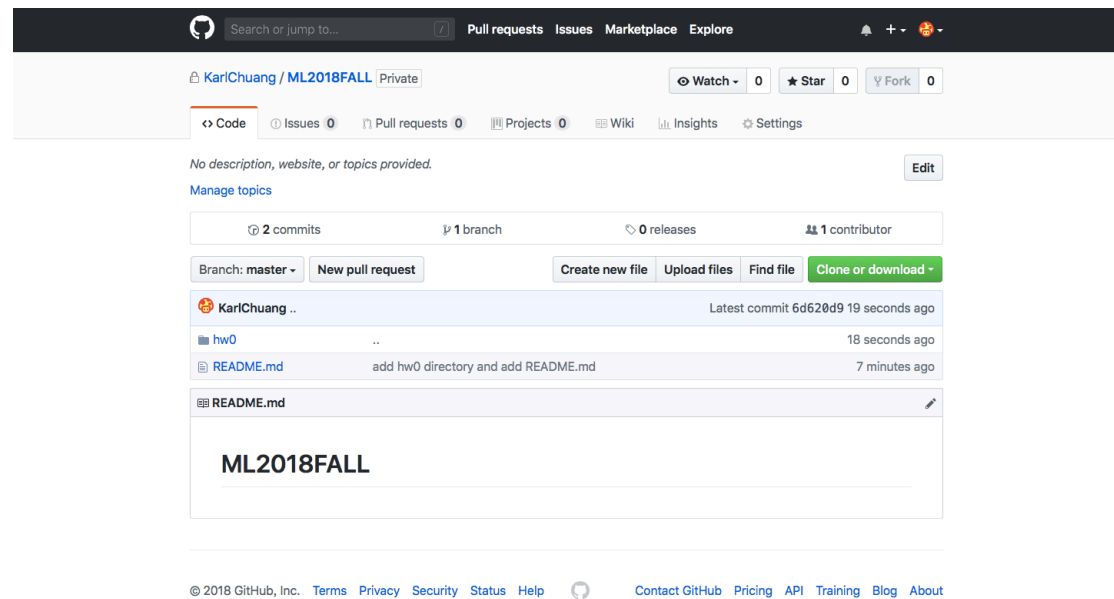 Search or jump to... / Pull requests Issues Marketplace Explore
KarlChuang / ML2018FALL Private Watch 0 Star 0 Fork 0
<> Code Issues 0 Pull requests 0 Projects 0 Wiki Insights Settings
No description, website, or topics provided. Edit
Manage topics
2 commits 1 branch 0 releases 1 contributor
Branch: master New pull request Create new file Upload files Find file Clone or download
KarlChuang .. Latest commit 6d620d9 19 seconds ago
hw0 .. 18 seconds ago
README.md add hw0 directory and add README.md 7 minutes ago
README.md
ML2018FALL
© 2018 GitHub, Inc. Terms Privacy Security Status Help Contact GitHub Pricing API Training Blog About